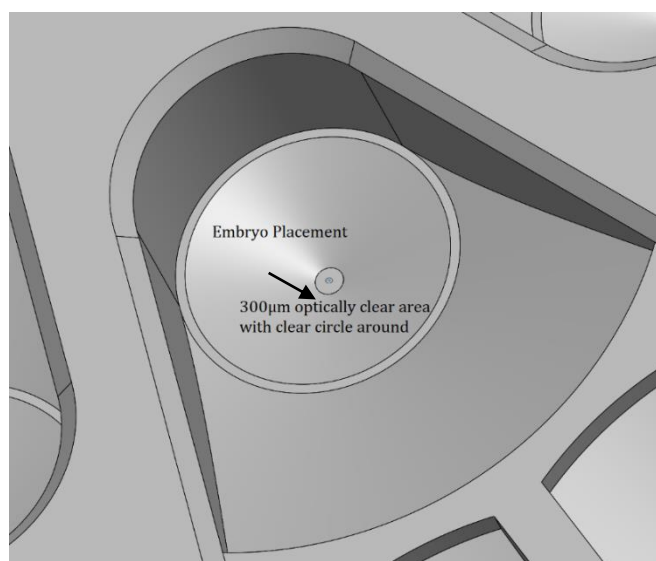 Embryo Placement
300μm optically clear area
with clear circle around